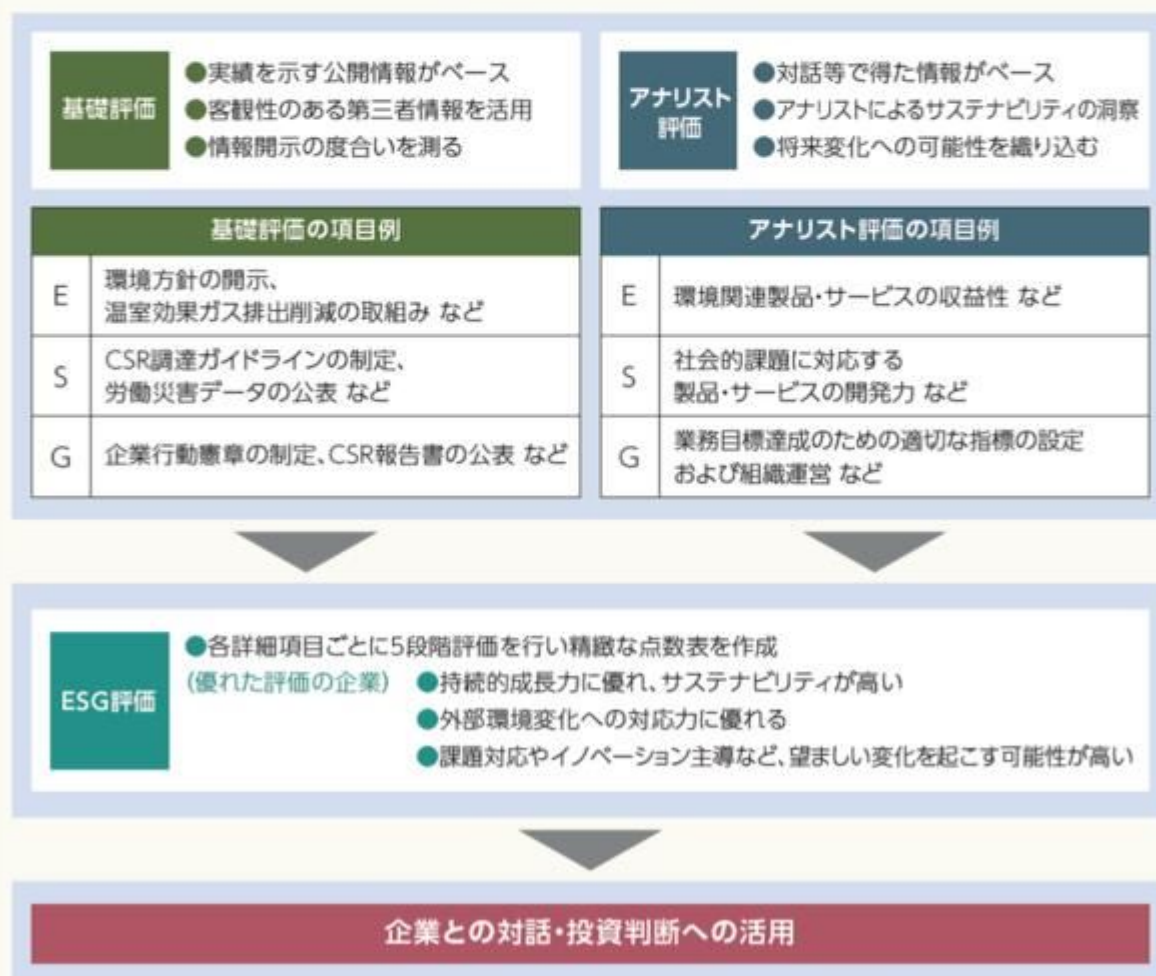 基礎評価
●実績を示す公開情報がベース
●客観性のある第三者情報を活用
●情報開示の度合いを測る
アナリスト
評価
●対話等で得た情報がベース
●アナリストによるサステナビリティの洞察
●将来変化への可能性を織り込む
基礎評価の項目例
E
環境方針の開示、
温室効果ガス排出削減の取組み など
S
CSR調達ガイドラインの制定、
労働災害データの公表 など
G
企業行動憲章の制定、CSR報告書の公表 など
アナリスト評価の項目例
E
環境関連製品・サービスの収益性 など
S
社会的課題に対応する
製品・サービスの開発力 など
G
業務目標達成のための適切な指標の設定
および組織運営 など
ESG評価
●各詳細項目ごとに5段階評価を行い精緻な点数表を作成
(優れた評価の企業) ●持続的成長力に優れ、サステナビリティが高い
●外部環境変化への対応力に優れる
●課題対応やイノベーション主導など、望ましい変化を起こす可能性が高い
企業との対話・投資判断への活用